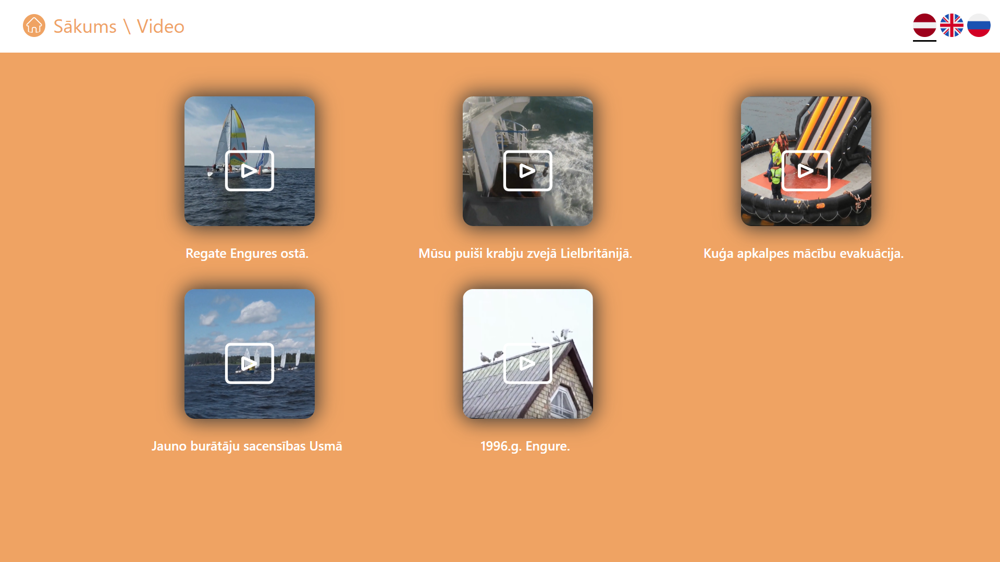 Sākums \ Video
Regate Engures ostā.
Mūsu puiši krabju zvejā Lielbritānijā.
Kuģa apkalpes mācību evakuācija.
Jauno burātāju sacensības Usmā
1996.g. Engure.